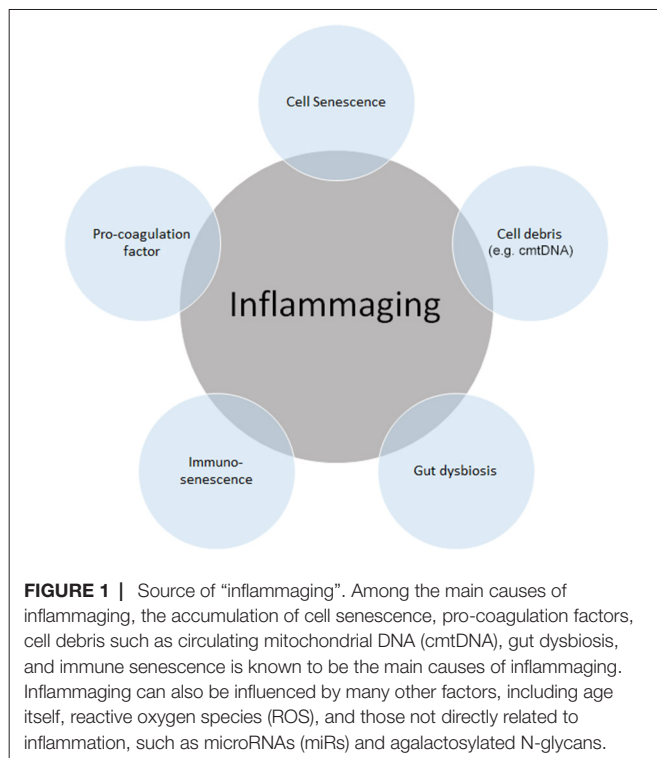 Cell Senescence
Pro-coagulation
factor
Cell debris
(e.g. cmtDNA)
Inflammaging
Immuno-
senescence
Gut dysbiosis
FIGURE 1 | Source of “inflammaging”. Among the main causes of
inflammaging, the accumulation of cell senescence, pro-coagulation factors,
cell debris such as circulating mitochondrial DNA (cmtDNA), gut dysbiosis,
and immune senescence is known to be the main causes of inflammaging.
Inflammaging can also be influenced by many other factors, including age
itself, reactive oxygen species (ROS), and those not directly related to
inflammation, such as microRNAs (miRs) and agalactosylated N-glycans.